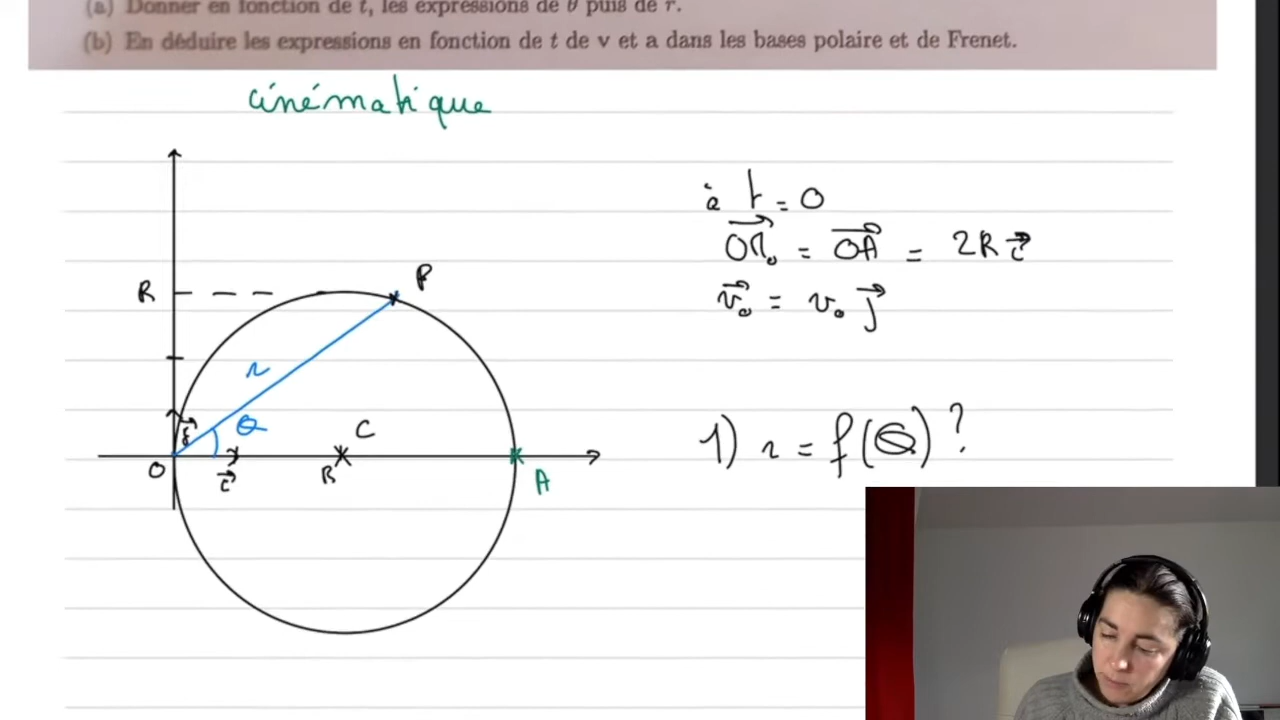 (a) Donner en fonction de t, les expressions de θ puis de r.
(b) En déduire les expressions en fonction de t de v et a dans les bases polaire et de Frenet.
cinématique
à t = 0
= OA = 2R i
v₀ = v₀ j
R
P
r
θ
j
C
1) r = f(θ) ?
O
i
R
A